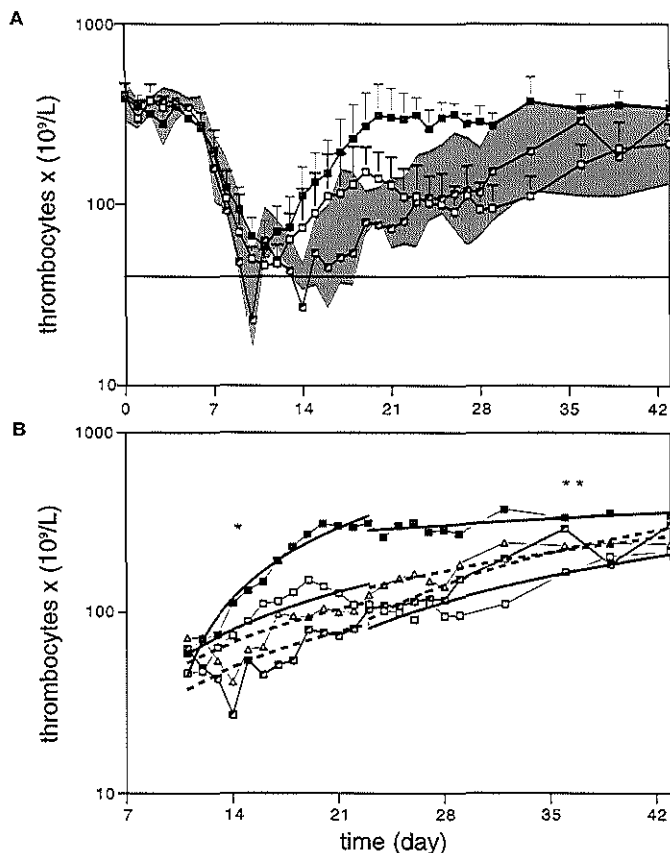 A
1000
100
10
thrombocytes x (10⁹/L)
0 7 14 21 28 35 42
B
1000
100
10
thrombocytes x (10⁹/L)
*
* *
7 14 21 28 35 42
time (day)